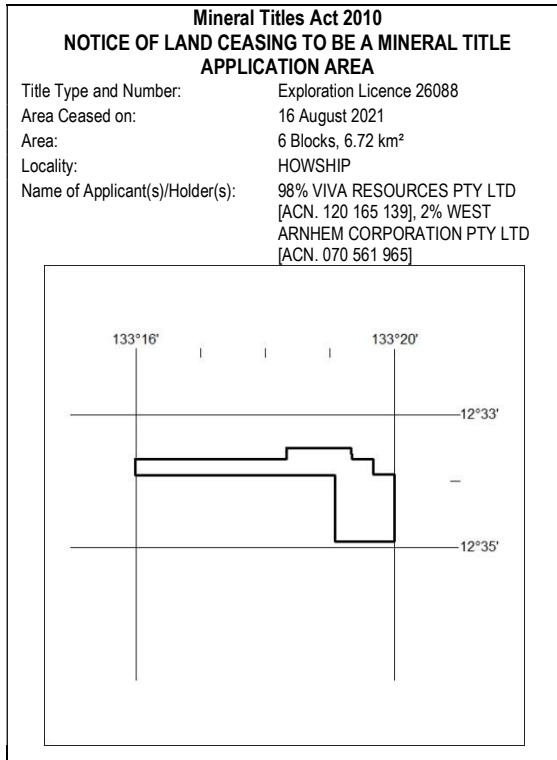 Mineral Titles Act 2010
NOTICE OF LAND CEASING TO BE A MINERAL TITLE
APPLICATION AREA
Title Type and Number: Exploration Licence 26088
Area Ceased on: 16 August 2021
Area: 6 Blocks, 6.72 km²
Locality: HOWSHIP
Name of Applicant(s)/Holder(s): 98% VIVA RESOURCES PTY LTD
[ACN. 120 165 139], 2% WEST
ARNHEM CORPORATION PTY LTD
[ACN. 070 561 965]
133°16' 133°20'
12°33'
12°35'